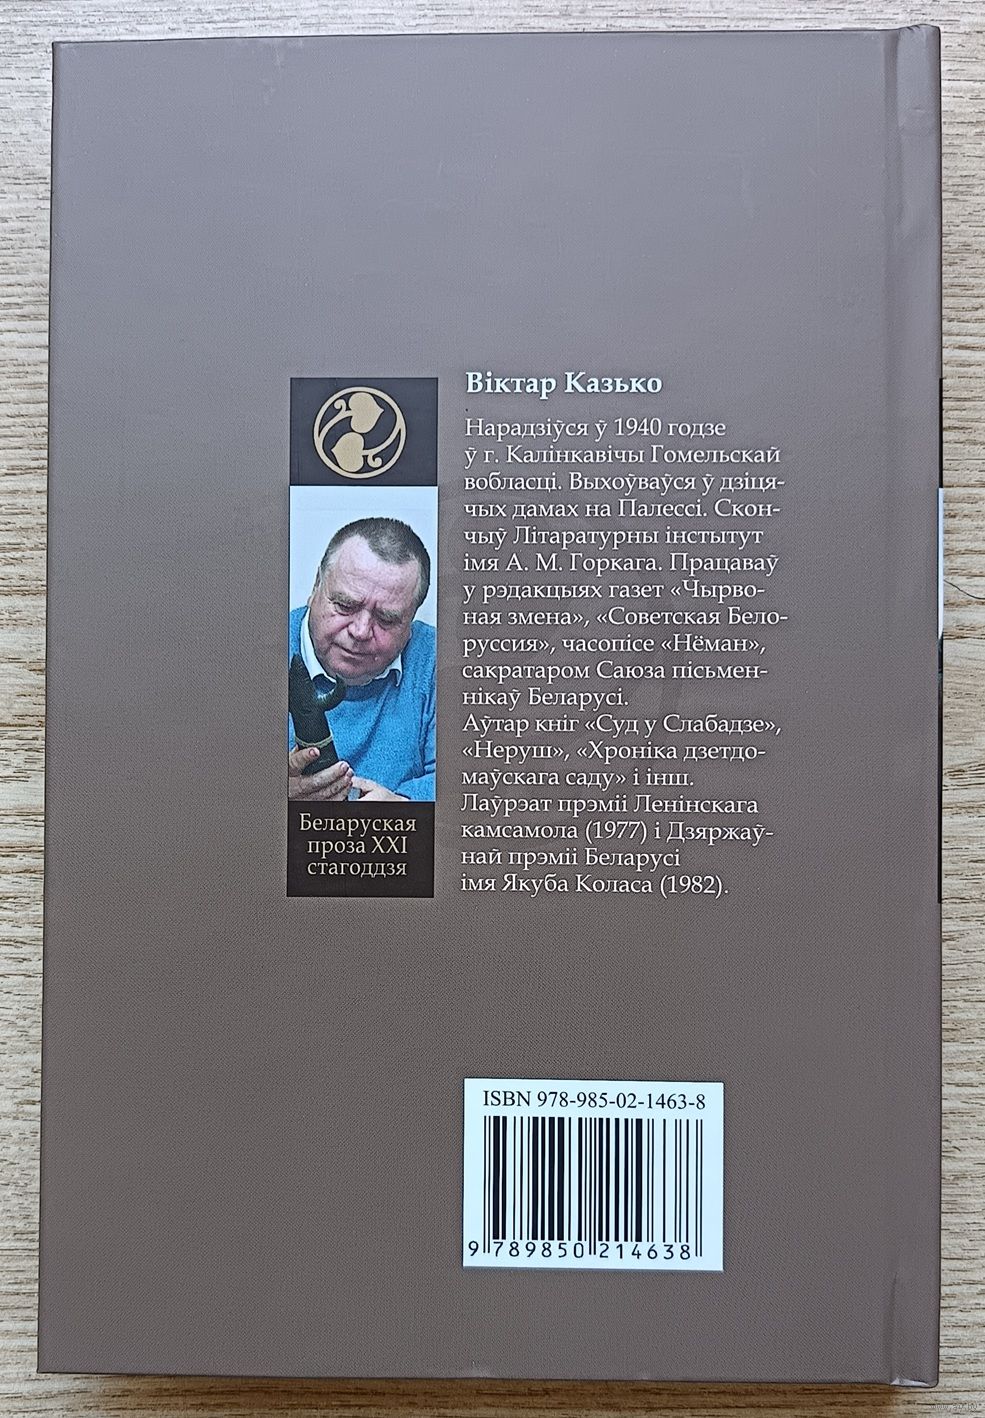 Віктар Казько
Нарадзіўся ў 1940 годзе
ў г. Калінкавічы Гомельскай
вобласці. Выхоўваўся ў дзіця-
чых дамах на Палессі. Скон-
чыў Літаратурны інстытут
імя А. М. Горкага. Працаваў
у рэдакцыях газет «Чырво-
ная змена», «Советская Бело-
руссия», часопісе «Нёман»,
сакратаром Саюза пісьмен-
нікаў Беларусі.
Аўтар кніг «Суд у Слабадзе»,
«Неруш», «Хроніка дзетдо-
маўскага саду» і інш.
Лаўрэат прэміі Ленінскага
камсамола (1977) і Дзяржаў-
най прэміі Беларусі
імя Якуба Коласа (1982).
Беларуская
проза XXI
стагоддзя
ISBN 978-985-02-1463-8
9 789850 214638